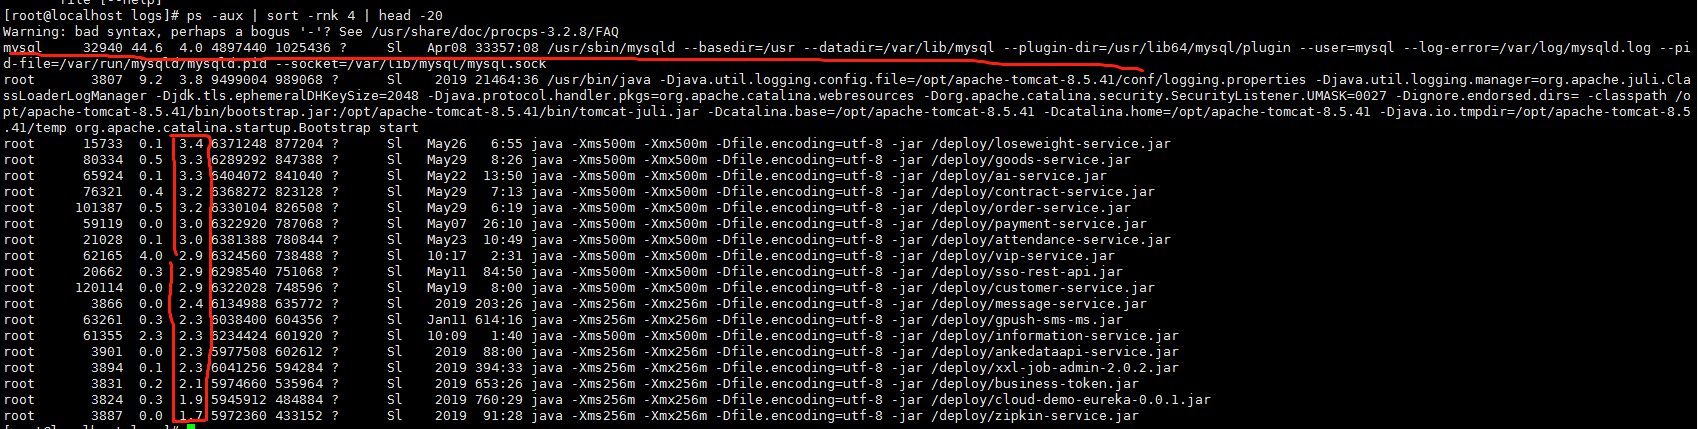 file [--help]
[root@localhost logs]# ps -aux | sort -rnk 4 | head -20
Warning: bad syntax, perhaps a bogus '-'? See /usr/share/doc/procps-3.2.8/FAQ
mysql 32940 44.6 4.0 4897440 1025436 ? Sl Apr08 33357:08 /usr/sbin/mysqld --basedir=/usr --datadir=/var/lib/mysql --plugin-dir=/usr/lib64/mysql/plugin --user=mysql --log-error=/var/log/mysqld.log --pi
d-file=/var/run/mysqld/mysqld.pid --socket=/var/lib/mysql/mysql.sock
root 3807 9.2 3.8 9499004 989068 ? Sl 2019 21464:36 /usr/bin/java -Djava.util.logging.config.file=/opt/apache-tomcat-8.5.41/conf/logging.properties -Djava.util.logging.manager=org.apache.juli.Cla
ssLoaderLogManager -Djdk.tls.ephemeralDHKeySize=2048 -Djava.protocol.handler.pkgs=org.apache.catalina.webresources -Dorg.apache.catalina.security.SecurityListener.UMASK=0027 -Dignore.endorsed.dirs= -classpath /o
pt/apache-tomcat-8.5.41/bin/bootstrap.jar:/opt/apache-tomcat-8.5.41/bin/tomcat-juli.jar -Dcatalina.base=/opt/apache-tomcat-8.5.41 -Dcatalina.home=/opt/apache-tomcat-8.5.41 -Djava.io.tmpdir=/opt/apache-tomcat-8.5
.41/temp org.apache.catalina.startup.Bootstrap start
root 15733 0.1 3.4 6371248 877204 ? Sl May26 6:55 java -Xms500m -Xmx500m -Dfile.encoding=utf-8 -jar /deploy/loseweight-service.jar
root 80334 0.5 3.3 6289292 847388 ? Sl May29 8:26 java -Xms500m -Xmx500m -Dfile.encoding=utf-8 -jar /deploy/goods-service.jar
root 65924 0.1 3.3 6404072 841040 ? Sl May22 13:50 java -Xms500m -Xmx500m -Dfile.encoding=utf-8 -jar /deploy/ai-service.jar
root 76321 0.4 3.2 6368272 823128 ? Sl May29 7:13 java -Xms500m -Xmx500m -Dfile.encoding=utf-8 -jar /deploy/contract-service.jar
root 101387 0.5 3.2 6330104 826508 ? Sl May29 6:19 java -Xms500m -Xmx500m -Dfile.encoding=utf-8 -jar /deploy/order-service.jar
root 59119 0.0 3.0 6322920 787068 ? Sl May07 26:10 java -Xms500m -Xmx500m -Dfile.encoding=utf-8 -jar /deploy/payment-service.jar
root 21028 0.1 3.0 6381388 780844 ? Sl May23 10:49 java -Xms500m -Xmx500m -Dfile.encoding=utf-8 -jar /deploy/attendance-service.jar
root 62165 4.0 2.9 6324560 738488 ? Sl 10:17 2:31 java -Xms500m -Xmx500m -Dfile.encoding=utf-8 -jar /deploy/vip-service.jar
root 20662 0.3 2.9 6298540 751068 ? Sl May11 84:50 java -Xms500m -Xmx500m -Dfile.encoding=utf-8 -jar /deploy/sso-rest-api.jar
root 120114 0.0 2.9 6322028 748596 ? Sl May19 8:00 java -Xms500m -Xmx500m -Dfile.encoding=utf-8 -jar /deploy/customer-service.jar
root 3866 0.0 2.4 6134988 635772 ? Sl 2019 203:26 java -Xms256m -Xmx256m -Dfile.encoding=utf-8 -jar /deploy/message-service.jar
root 63261 0.3 2.3 6038400 604356 ? Sl Jan11 614:16 java -Xms256m -Xmx256m -Dfile.encoding=utf-8 -jar /deploy/gpush-sms-ms.jar
root 61355 2.3 2.3 6234424 601920 ? Sl 10:09 1:40 java -Xms500m -Xmx500m -Dfile.encoding=utf-8 -jar /deploy/information-service.jar
root 3901 0.0 2.3 5977508 602612 ? Sl 2019 88:00 java -Xms256m -Xmx256m -Dfile.encoding=utf-8 -jar /deploy/ankedataapi-service.jar
root 3894 0.1 2.3 6041256 594284 ? Sl 2019 394:33 java -Xms256m -Xmx256m -Dfile.encoding=utf-8 -jar /deploy/xxl-job-admin-2.0.2.jar
root 3831 0.2 2.1 5974660 535964 ? Sl 2019 653:26 java -Xms256m -Xmx256m -Dfile.encoding=utf-8 -jar /deploy/business-token.jar
root 3824 0.3 1.9 5945912 484884 ? Sl 2019 760:29 java -Xms256m -Xmx256m -Dfile.encoding=utf-8 -jar /deploy/cloud-demo-eureka-0.0.1.jar
root 3887 0.0 1.7 5972360 433152 ? Sl 2019 91:28 java -Xms256m -Xmx256m -Dfile.encoding=utf-8 -jar /deploy/zipkin-service.jar
[root@localhost logs]#